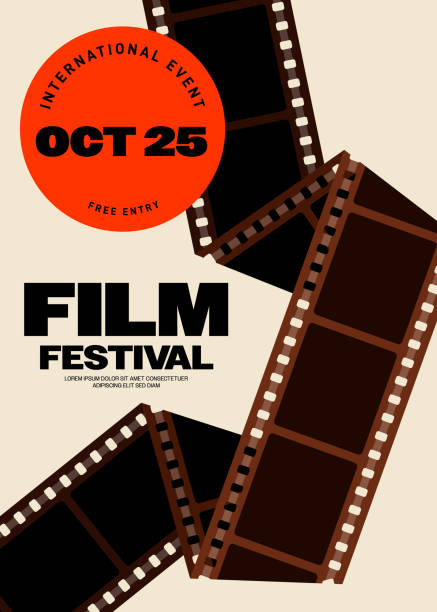 INTERNATIONAL EVENT
OCT 25
FREE ENTRY
FILM
FESTIVAL
LOREM IPSUM DOLOR SIT AMET CONSECTETUER
ADIPISCING ELIT SED DIAM